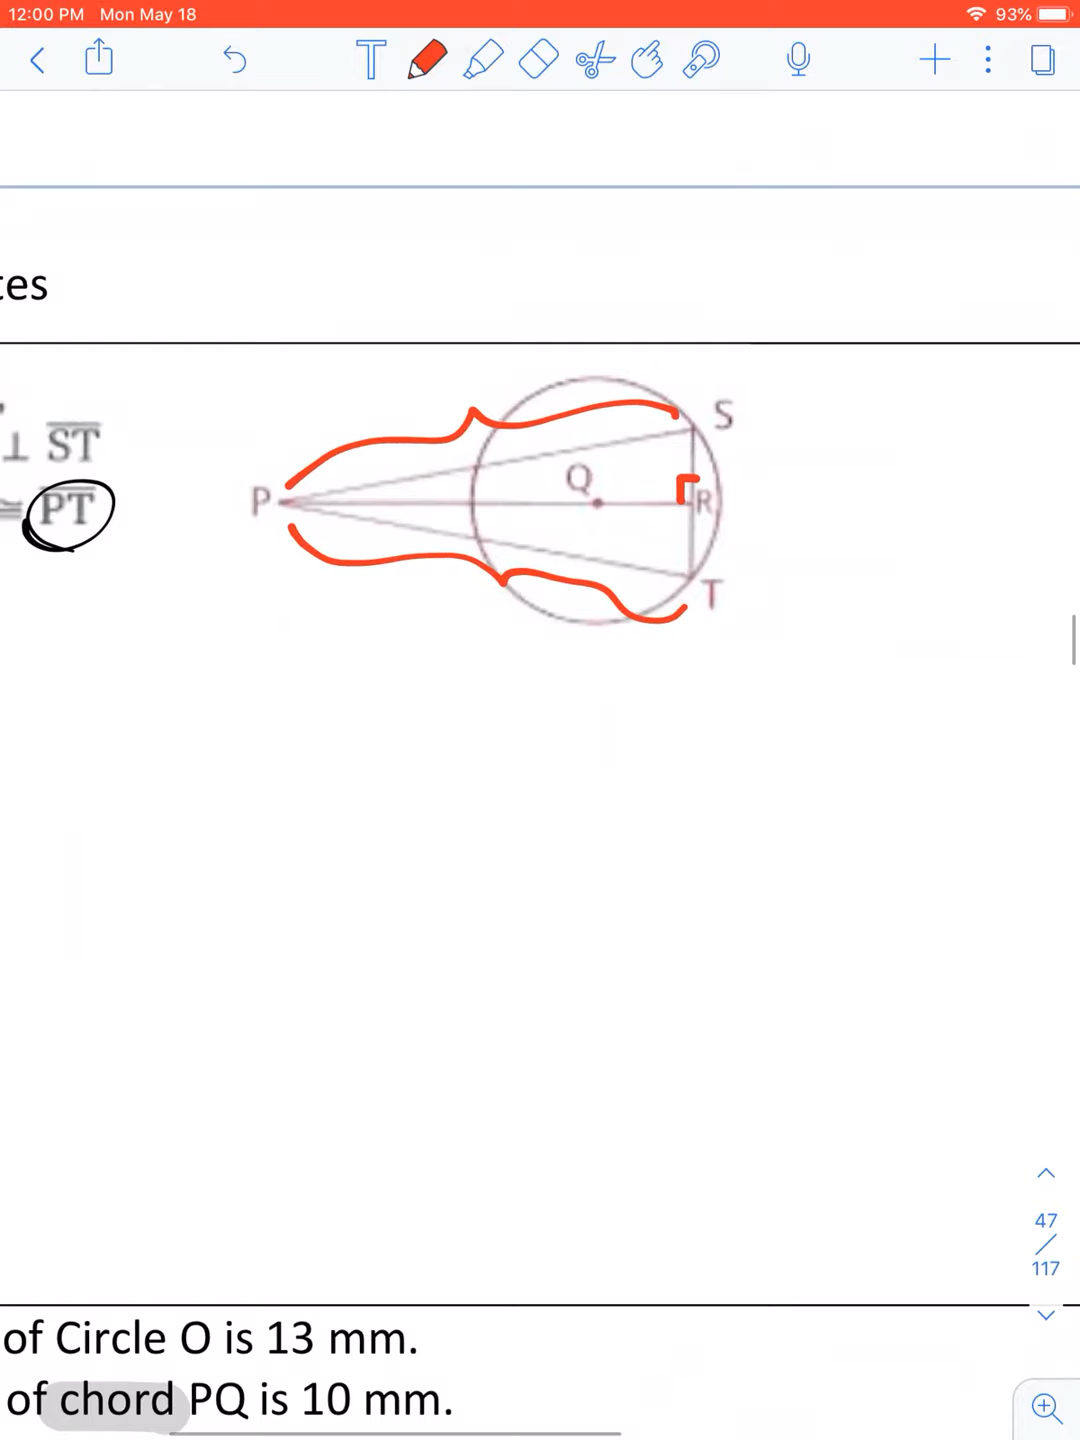 12:00 PM Mon May 18 93%
tes
⊥ ST
≅ PT
S
Q
P
R
T
47
/
117
of Circle O is 13 mm.
of chord PQ is 10 mm.